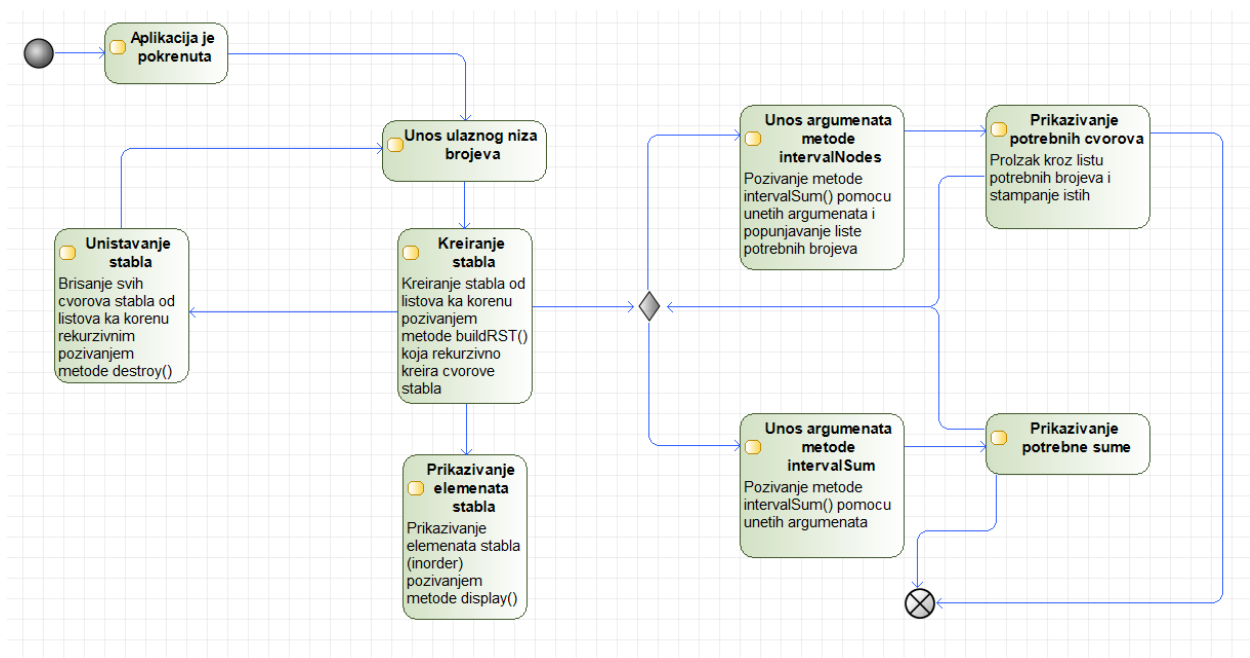 Aplikacija je
pokrenuta
Unos ulaznog niza
brojeva
Unistavanje
stabla
Brisanje svih
cvorova stabla od
listova ka korenu
rekurzivnim
pozivanjem
metode destroy()
Kreiranje
stabla
Kreiranje stabla od
listova ka korenu
pozivanjem
metode buildRST()
koja rekurzivno
kreira cvorove
stabla
Prikazivanje
elemenata
stabla
Prikazivanje
elemenata stabla
(inorder)
pozivanjem
metode display()
Unos argumenata
metode
intervalNodes
Pozivanje metode
intervalSum() pomocu
unetih argumenata i
popunjavanje liste
potrebnih brojeva
Prikazivanje
potrebnih cvorova
Prolzak kroz listu
potrebnih brojeva i
stampanje istih
Unos argumenata
metode
intervalSum
Pozivanje metode
intervalSum() pomocu
unetih argumenata
Prikazivanje
potrebne sume